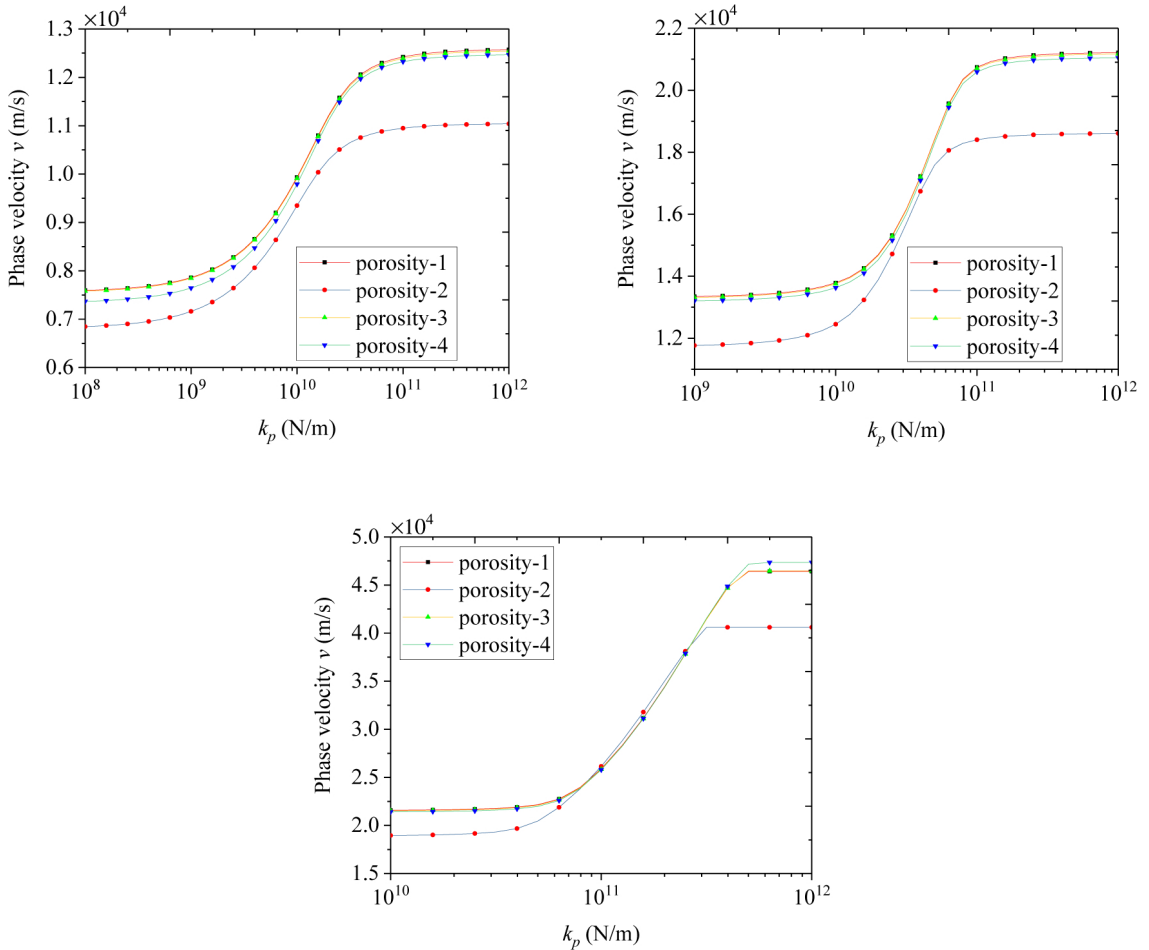 ×10⁴
1.3
1.2
1.1
1.0
0.9
0.8
0.7
0.6
Phase velocity v (m/s)
porosity-1
porosity-2
porosity-3
porosity-4
10⁸ 10⁹ 10¹⁰ 10¹¹ 10¹²
kₚ (N/m)
×10⁴
2.2
2.0
1.8
1.6
1.4
1.2
Phase velocity v (m/s)
porosity-1
porosity-2
porosity-3
porosity-4
10⁹ 10¹⁰ 10¹¹ 10¹²
kₚ (N/m)
×10⁴
5.0
4.5
4.0
3.5
3.0
2.5
2.0
1.5
Phase velocity v (m/s)
porosity-1
porosity-2
porosity-3
porosity-4
10¹⁰ 10¹¹ 10¹²
kₚ (N/m)